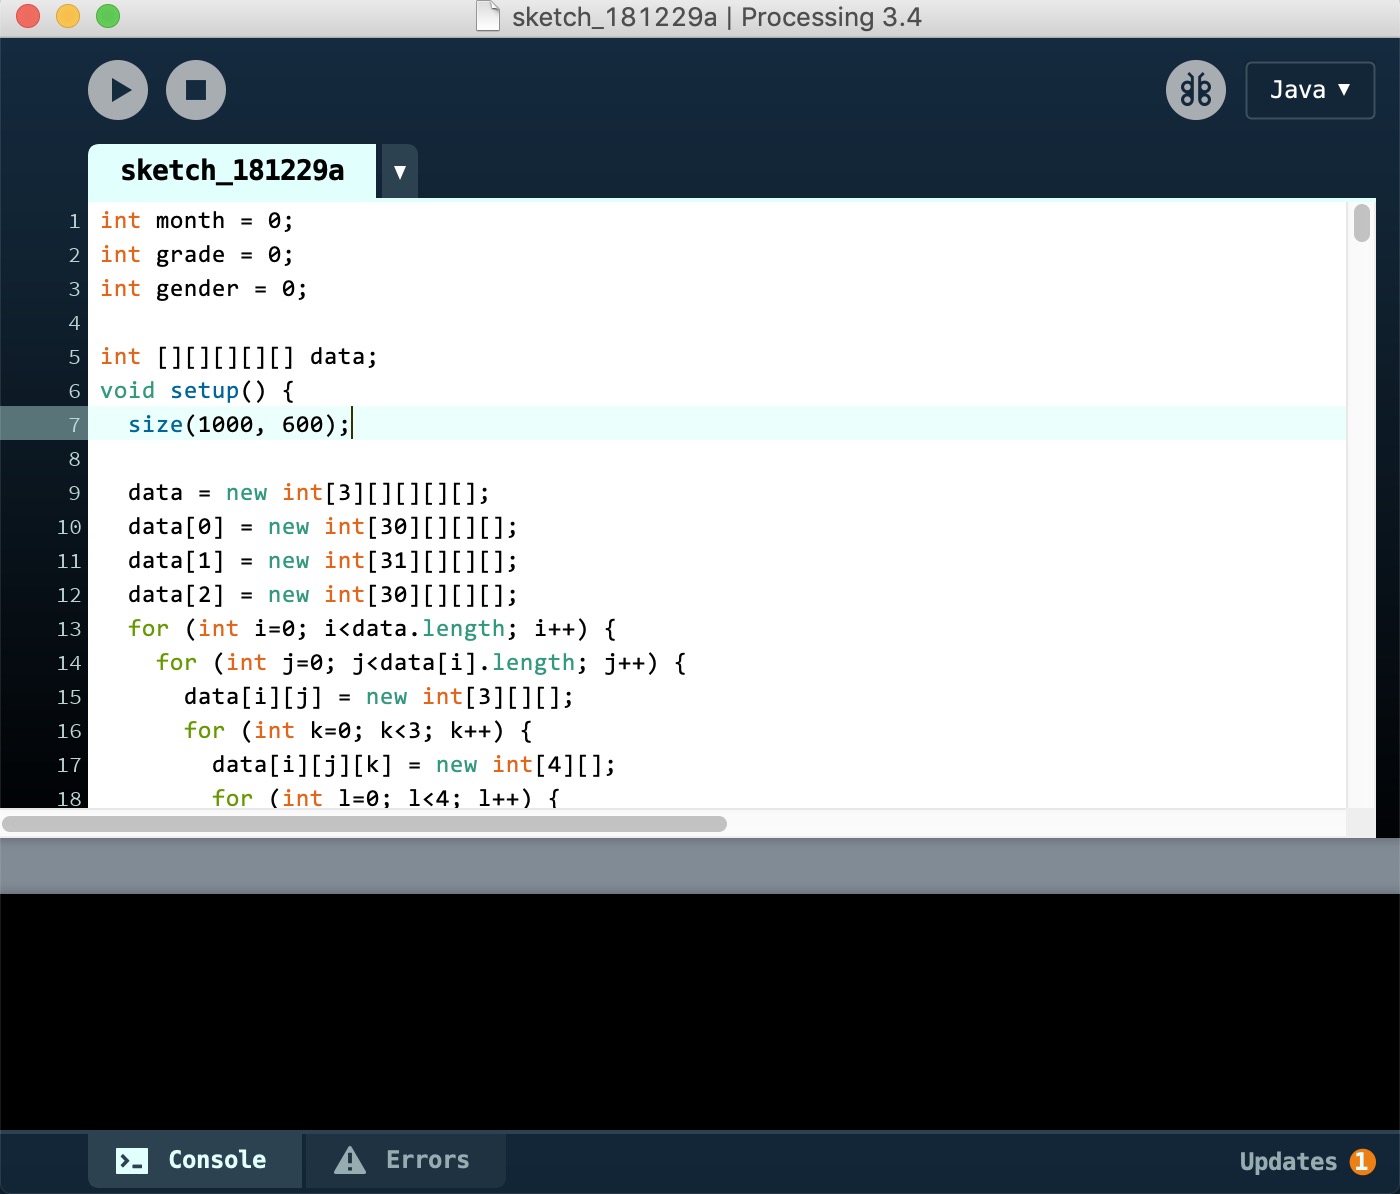 sketch_181229a | Processing 3.4
Java ▼
sketch_181229a ▼
1 int month = 0;
2 int grade = 0;
3 int gender = 0;
4
5 int [][][][][] data;
6 void setup() {
7   size(1000, 600);
8
9   data = new int[3][][][][];
10   data[0] = new int[30][][][];
11   data[1] = new int[31][][][];
12   data[2] = new int[30][][][];
13   for (int i=0; i<data.length; i++) {
14     for (int j=0; j<data[i].length; j++) {
15       data[i][j] = new int[3][][];
16       for (int k=0; k<3; k++) {
17         data[i][j][k] = new int[4][];
18         for (int l=0; l<4; l++) {
Console Errors Updates 1